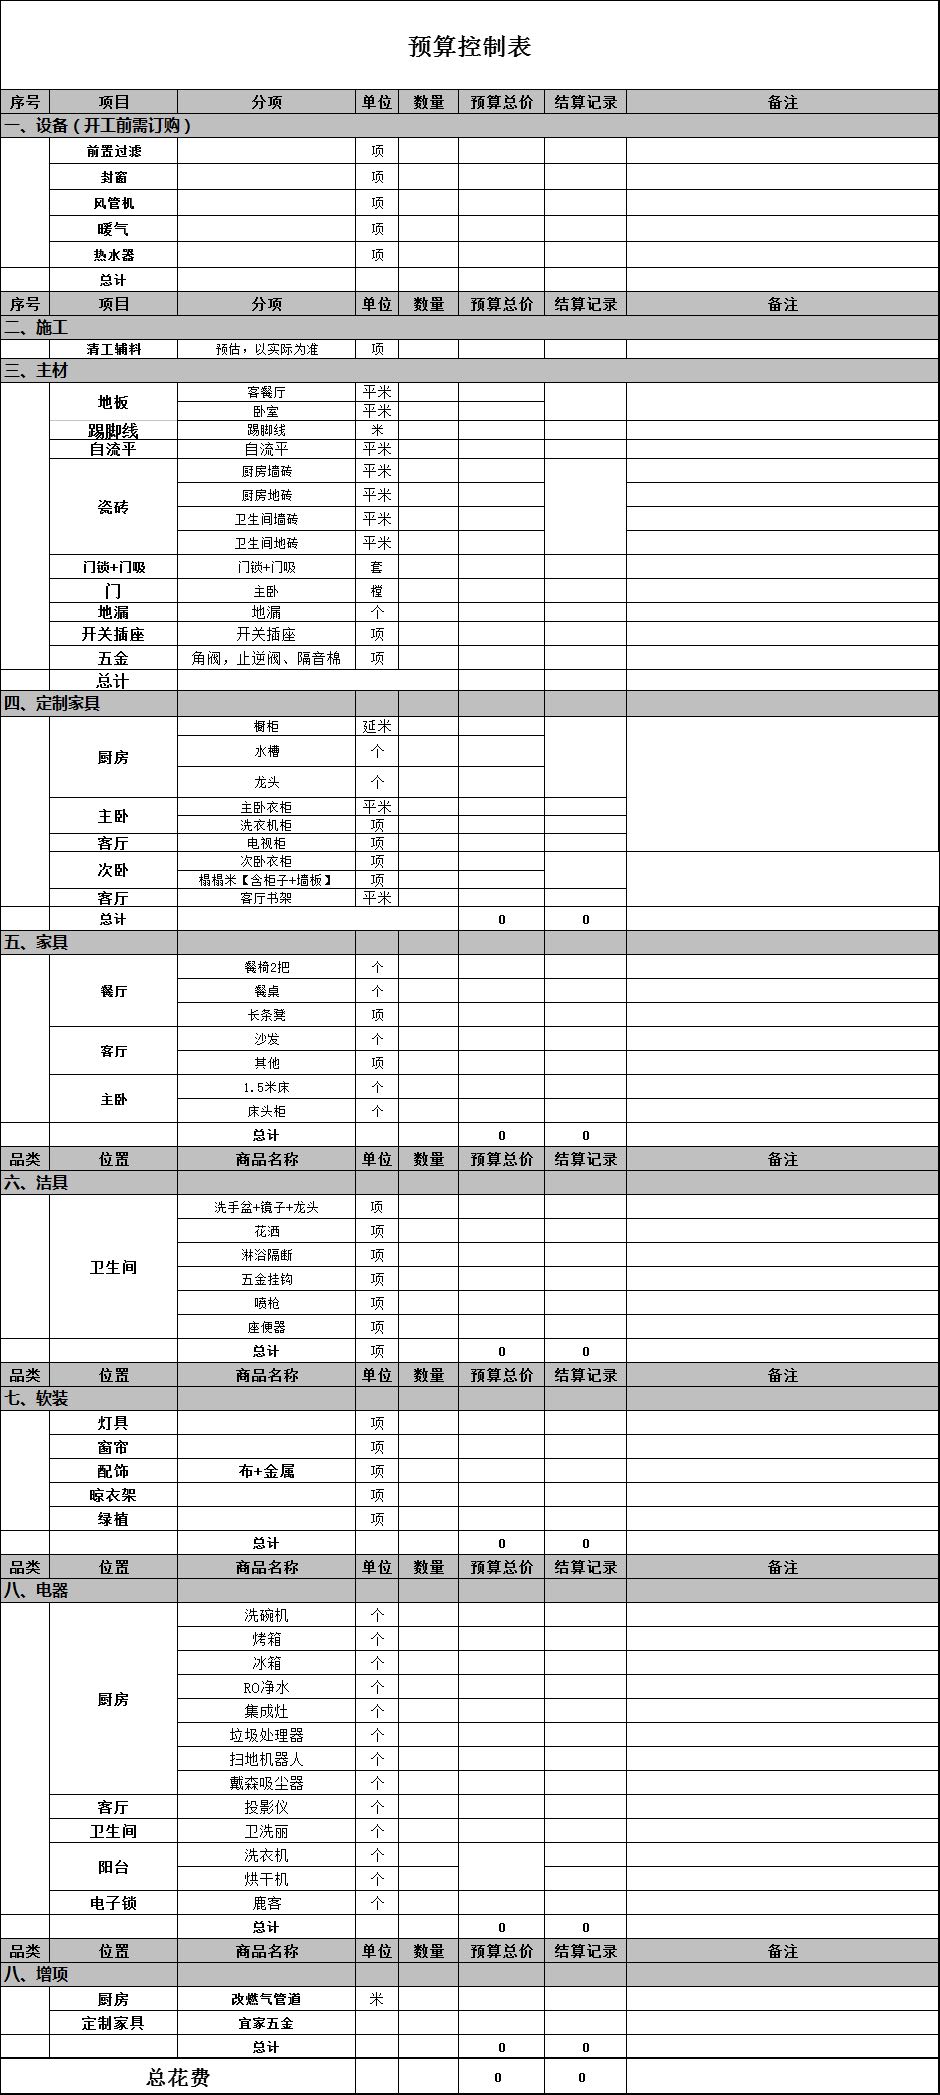 预算控制表
序号 项目 分项 单位 数量 预算总价 结算记录 备注
一、设备（开工前需订购）
前置过滤 项
封窗 项
风管机 项
暖气 项
热水器 项
总计
序号 项目 分项 单位 数量 预算总价 结算记录 备注
二、施工
清工辅料 预估，以实际为准 项
三、主材
地板 客餐厅 平米
卧室 平米
踢脚线 踢脚线 米
自流平 自流平 平米
瓷砖 厨房墙砖 平米
厨房地砖 平米
卫生间墙砖 平米
卫生间地砖 平米
门锁+门吸 门锁+门吸 套
门 主卧 樘
地漏 地漏 个
开关插座 开关插座 项
五金 角阀，止逆阀、隔音棉 项
总计
四、定制家具
厨房 橱柜 延米
水槽 个
龙头 个
主卧 主卧衣柜 平米
洗衣机柜 项
客厅 电视柜 项
次卧 次卧衣柜 项
榻榻米【含柜子+墙板】 项
客厅 客厅书架 平米
总计 0 0
五、家具
餐厅 餐椅2把 个
餐桌 个
长条凳 项
客厅 沙发 个
其他 项
主卧 1.5米床 个
床头柜 个
总计 0 0
品类 位置 商品名称 单位 数量 预算总价 结算记录 备注
六、洁具
卫生间 洗手盆+镜子+龙头 项
花洒 项
淋浴隔断 项
五金挂钩 项
喷枪 项
座便器 项
总计 项 0 0
品类 位置 商品名称 单位 数量 预算总价 结算记录 备注
七、软装
灯具 项
窗帘 项
配饰 布+金属 项
晾衣架 项
绿植 项
总计 0 0
品类 位置 商品名称 单位 数量 预算总价 结算记录 备注
八、电器
厨房 洗碗机 个
烤箱 个
冰箱 个
RO净水 个
集成灶 个
垃圾处理器 个
扫地机器人 个
戴森吸尘器 个
客厅 投影仪 个
卫生间 卫洗丽 个
阳台 洗衣机 个
烘干机 个
电子锁 鹿客 个
总计 0 0
品类 位置 商品名称 单位 数量 预算总价 结算记录 备注
八、增项
厨房 改燃气管道 米
定制家具 宜家五金
总计 0 0
总花费 0 0